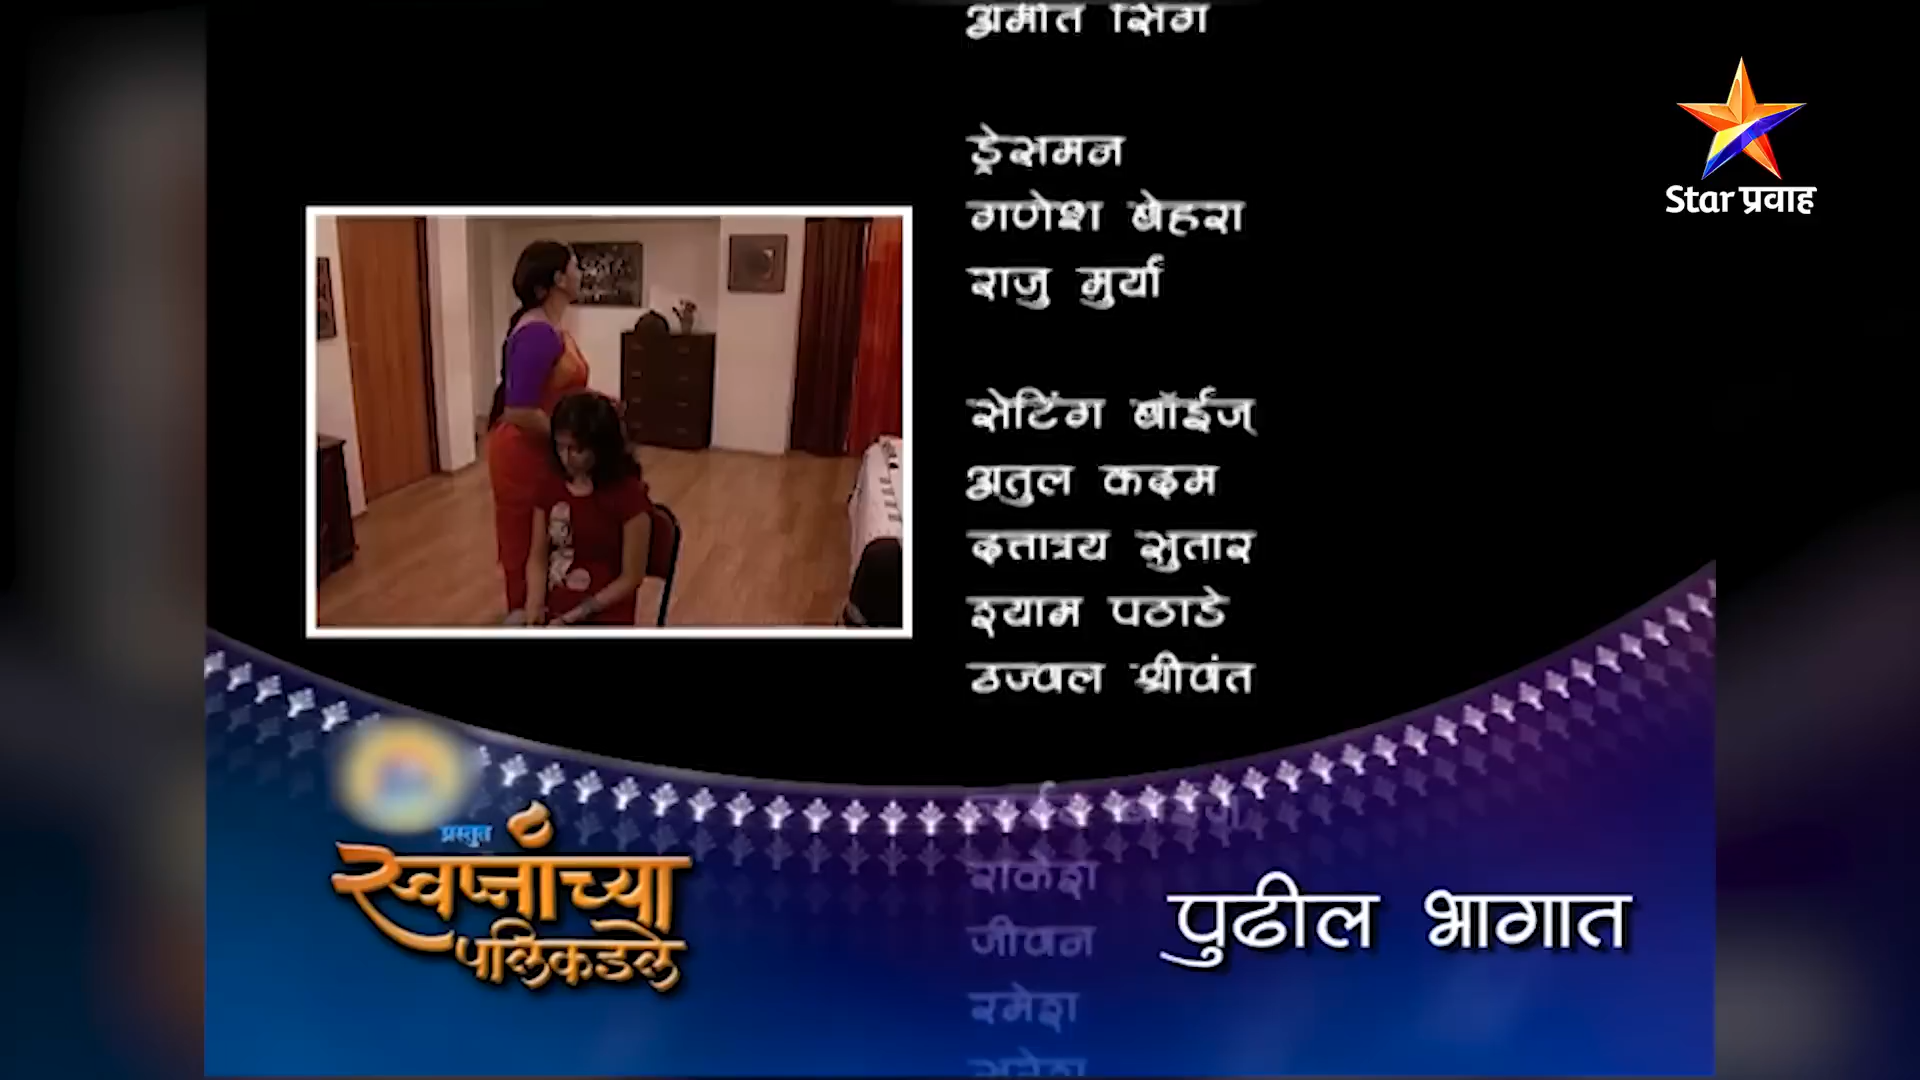 अमीत सिंग
Star प्रवाह
ड्रेसमन
गणेश बेहरा
राजु मुर्या
सेटिंग बॉईज्
अतुल कदम
दत्तात्रय सुतार
श्याम पठाडे
उज्वल श्रीवंत
प्रस्तुत
स्वप्नांच्या
पलिकडले
राकेश
जीवन
रमेश
पुढील भागात